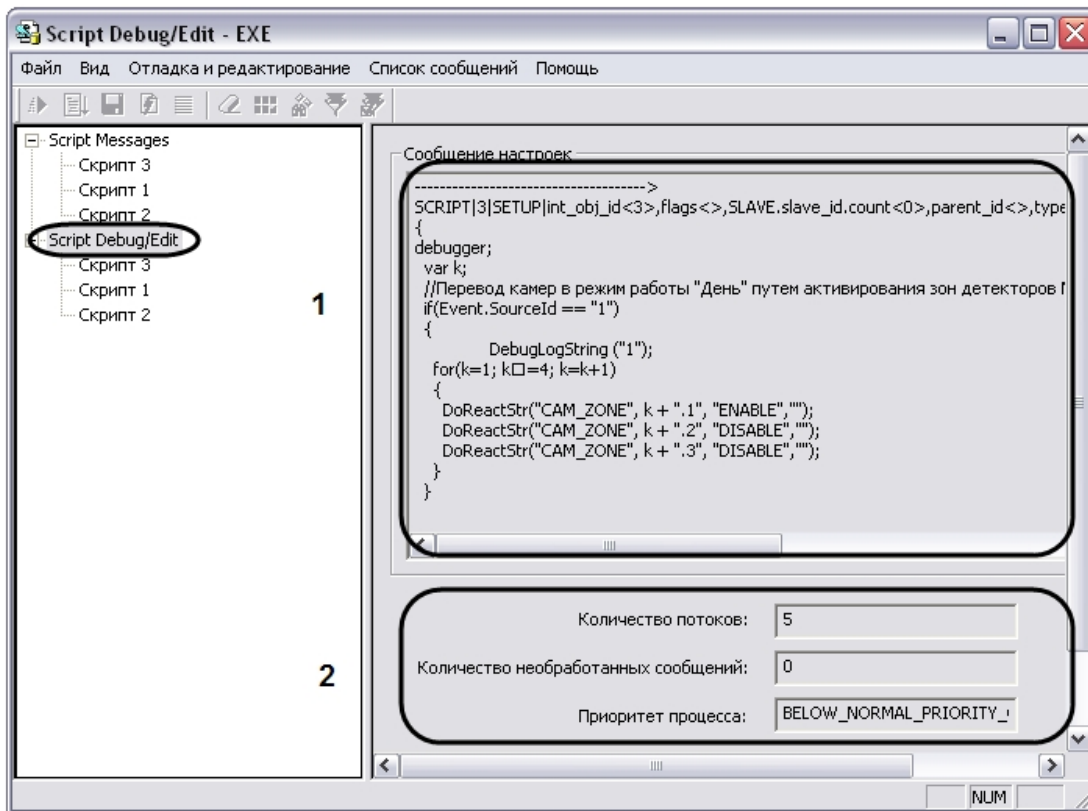 Script Debug/Edit - EXE
Файл Вид Отладка и редактирование Список сообщений Помощь
Script Messages
Скрипт 3
Скрипт 1
Скрипт 2
Script Debug/Edit
Скрипт 3
Скрипт 1
Скрипт 2
1
2
Сообщение настроек
------------------------------------->
SCRIPT|3|SETUP|int_obj_id<3>,flags<>,SLAVE.slave_id.count<0>,parent_id<>,type
{
debugger;
var k;
//Перевод камер в режим работы "День" путем активирования зон детекторов
if(Event.SourceId == "1")
{
DebugLogString ("1");
for(k=1; k□=4; k=k+1)
{
DoReactStr("CAM_ZONE", k + ".1", "ENABLE","");
DoReactStr("CAM_ZONE", k + ".2", "DISABLE","");
DoReactStr("CAM_ZONE", k + ".3", "DISABLE","");
}
}
Количество потоков: 5
Количество необработанных сообщений: 0
Приоритет процесса: BELOW_NORMAL_PRIORITY_
NUM